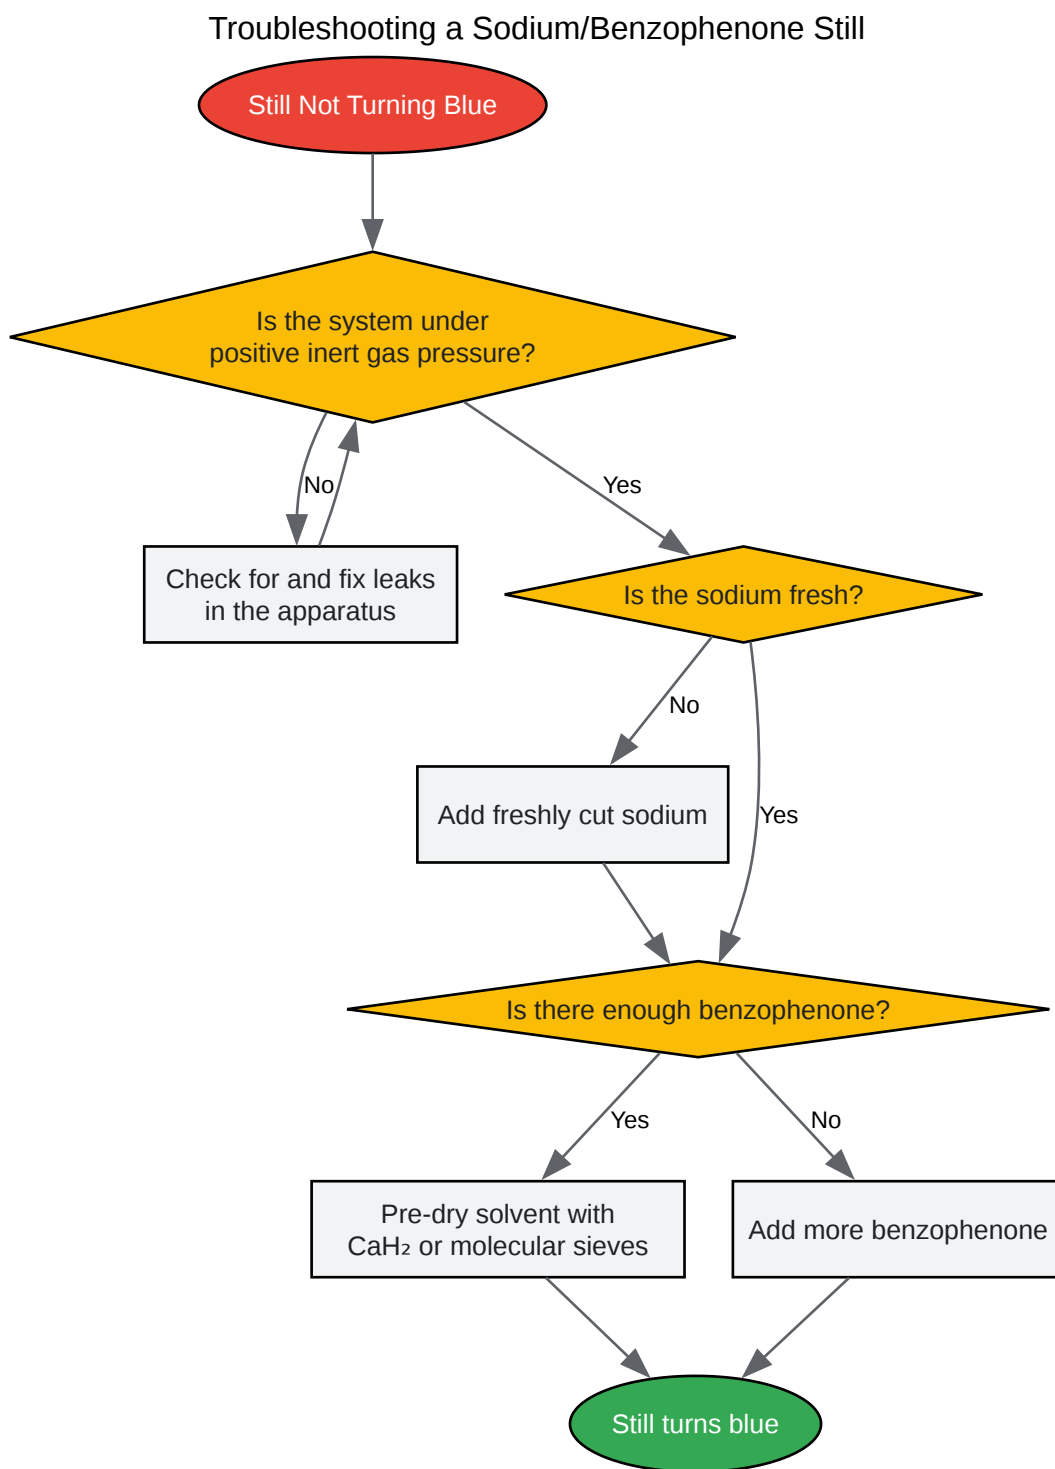 Troubleshooting a Sodium/Benzophenone Still
Still Not Turning Blue
Is the system under
positive inert gas pressure?
No
Yes
Check for and fix leaks
in the apparatus
Is the sodium fresh?
No
Add freshly cut sodium
Yes
Is there enough benzophenone?
Yes
No
Pre-dry solvent with
CaH₂ or molecular sieves
Add more benzophenone
Still turns blue